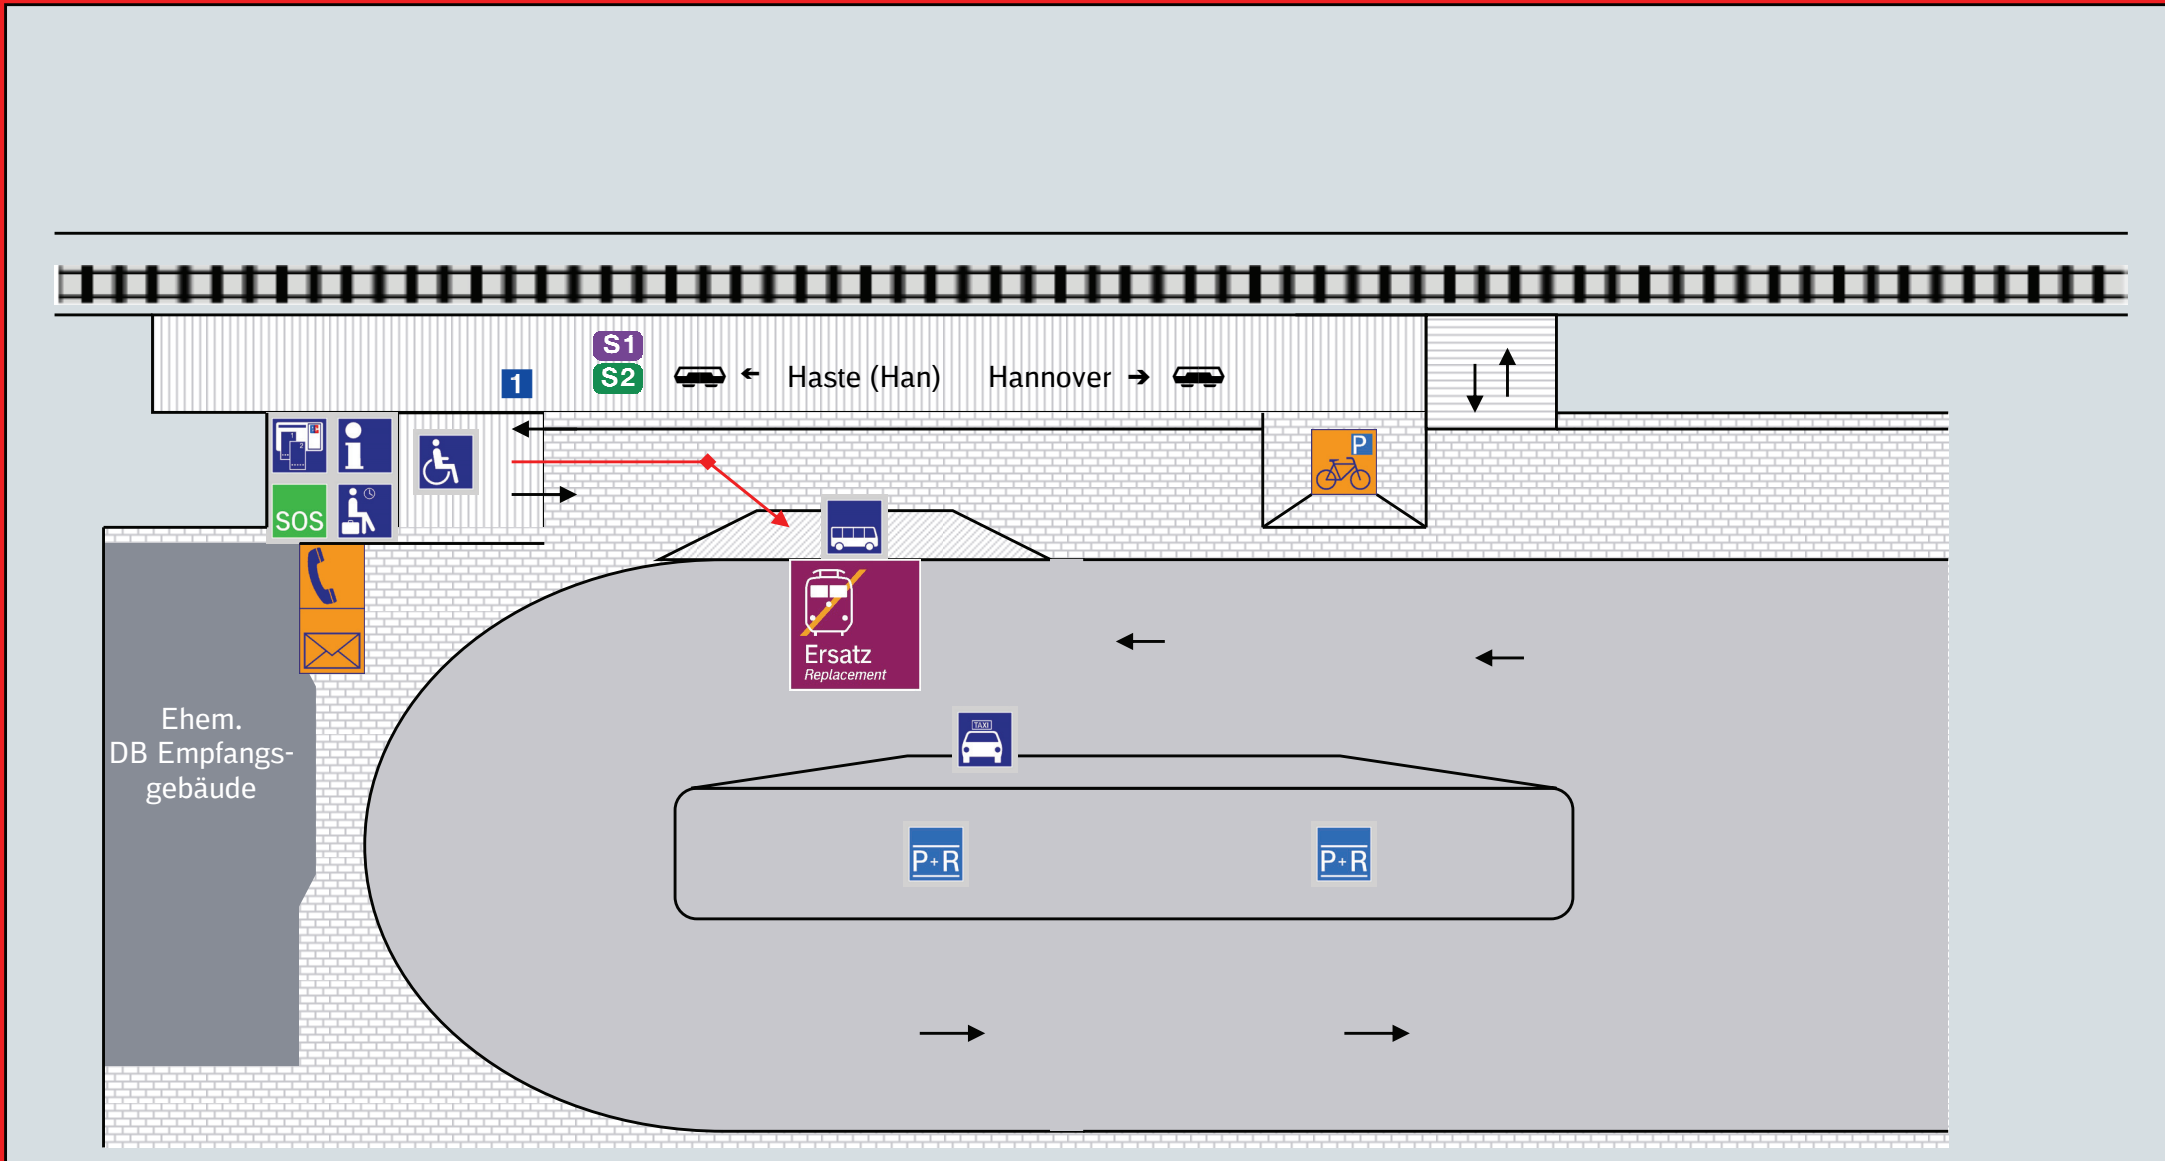 S1
S2
1
Haste (Han)
Hannover
P
SOS
Ersatz
Replacement
Ehem.
DB Empfangs-
gebäude
TAXI
P+R
P+R